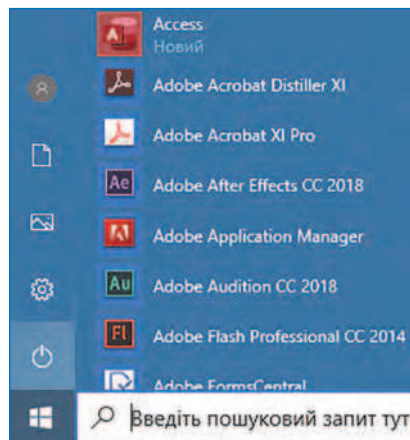 Access
Новий
Adobe Acrobat Distiller XI
Adobe Acrobat XI Pro
Ae Adobe After Effects CC 2018
Adobe Application Manager
Au Adobe Audition CC 2018
Fl Adobe Flash Professional CC 2014
Adobe FormsCentral
Введіть пошуковий запит тут